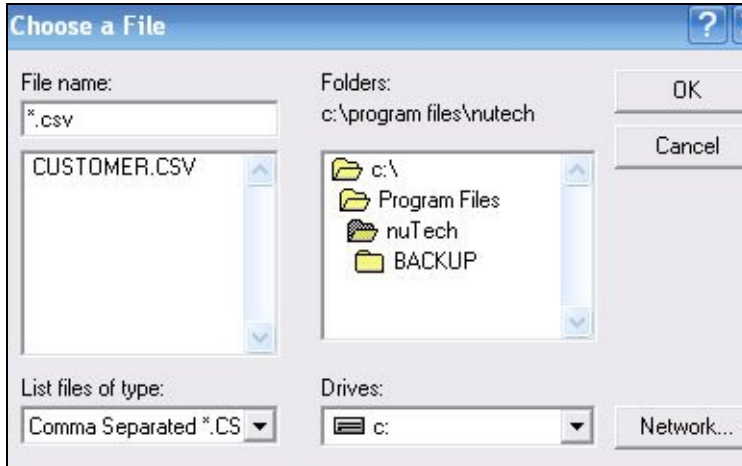 Choose a File
?
File name:
*.csv
CUSTOMER.CSV
List files of type:
Comma Separated *.CS
Folders:
c:\program files\nutech
c:\
Program Files
nuTech
BACKUP
Drives:
c:
OK
Cancel
Network...